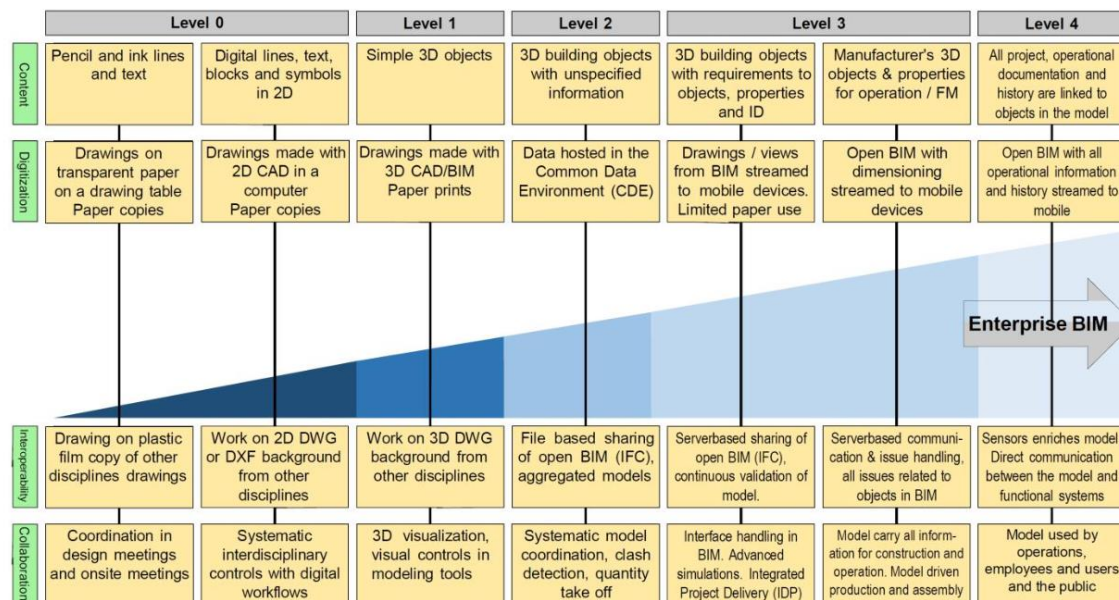 Level 0
Level 1
Level 2
Level 3
Level 4
Content
Pencil and ink lines
and text
Digital lines, text,
blocks and symbols
in 2D
Simple 3D objects
3D building objects
with unspecified
information
3D building objects
with requirements to
objects, properties
and ID
Manufacturer's 3D
objects & properties
for operation / FM
All project, operational
documentation and
history are linked to
objects in the model
Digitization
Drawings on
transparent paper
on a drawing table
Paper copies
Drawings made with
2D CAD in a
computer
Paper copies
Drawings made with
3D CAD/BIM
Paper prints
Data hosted in the
Common Data
Environment (CDE)
Drawings / views
from BIM streamed
to mobile devices.
Limited paper use
Open BIM with
dimensioning
streamed to mobile
devices
Open BIM with all
operational information
and history streamed to
mobile
Enterprise BIM
Interoperability
Drawing on plastic
film copy of other
disciplines drawings
Work on 2D DWG
or DXF background
from other
disciplines
Work on 3D DWG
background from
other disciplines
File based sharing
of open BIM (IFC),
aggregated models
Serverbased sharing of
open BIM (IFC),
continuous validation of
model.
Serverbased communi-
cation & issue handling,
all issues related to
objects in BIM
Sensors enriches model.
Direct communication
between the model and
functional systems
Collaboration
Coordination in
design meetings
and onsite meetings
Systematic
interdisciplinary
controls with digital
workflows
3D visualization,
visual controls in
modeling tools
Systematic model
coordination, clash
detection, quantity
take off
Interface handling in
BIM. Advanced
simulations. Integrated
Project Delivery (IDP)
Model carry all infor-
mation for construction and
operation. Model driven
production and assembly
Model used by
operations,
employees and users
and the public